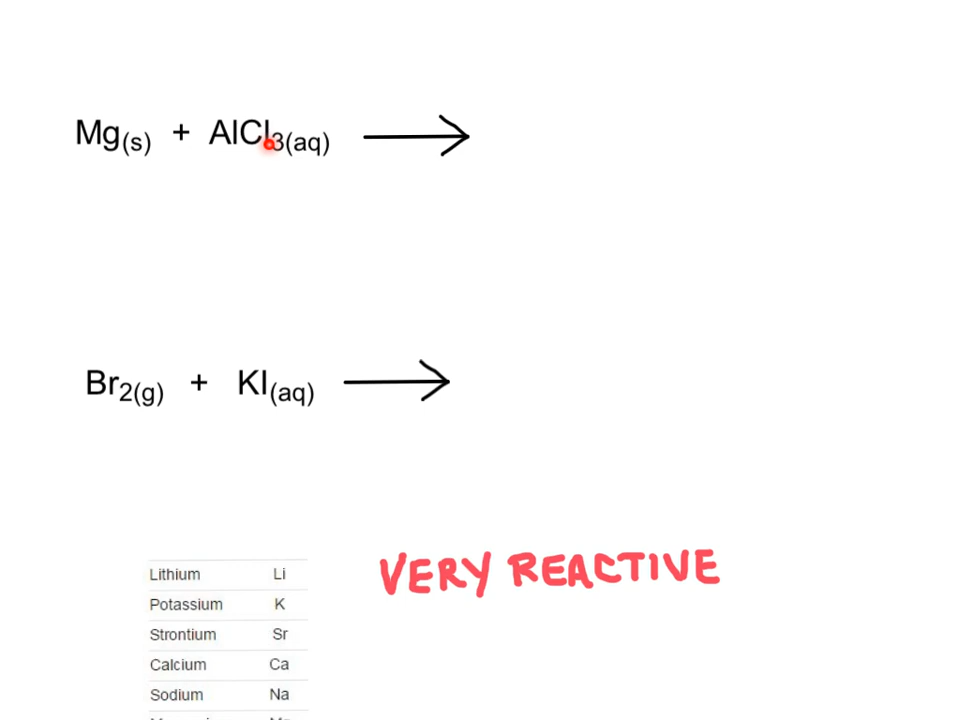 Mg(s) + AlCl3(aq) ⟶
Br2(g) + KI(aq) ⟶
VERY REACTIVE
Lithium Li
Potassium K
Strontium Sr
Calcium Ca
Sodium Na